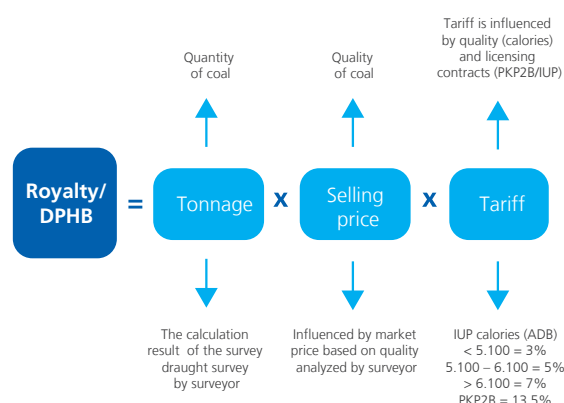 Tariff is influenced
by quality (calories)
and licensing
contracts (PKP2B/IUP)
Quantity
of coal
Quality
of coal
Royalty/
DPHB
=
Tonnage
x
Selling
price
x
Tariff
The calculation
result of the survey
draught survey
by surveyor
Influenced by market
price based on quality
analyzed by surveyor
IUP calories (ADB)
< 5.100 = 3%
5.100 – 6.100 = 5%
> 6.100 = 7%
PKP2B = 13.5%